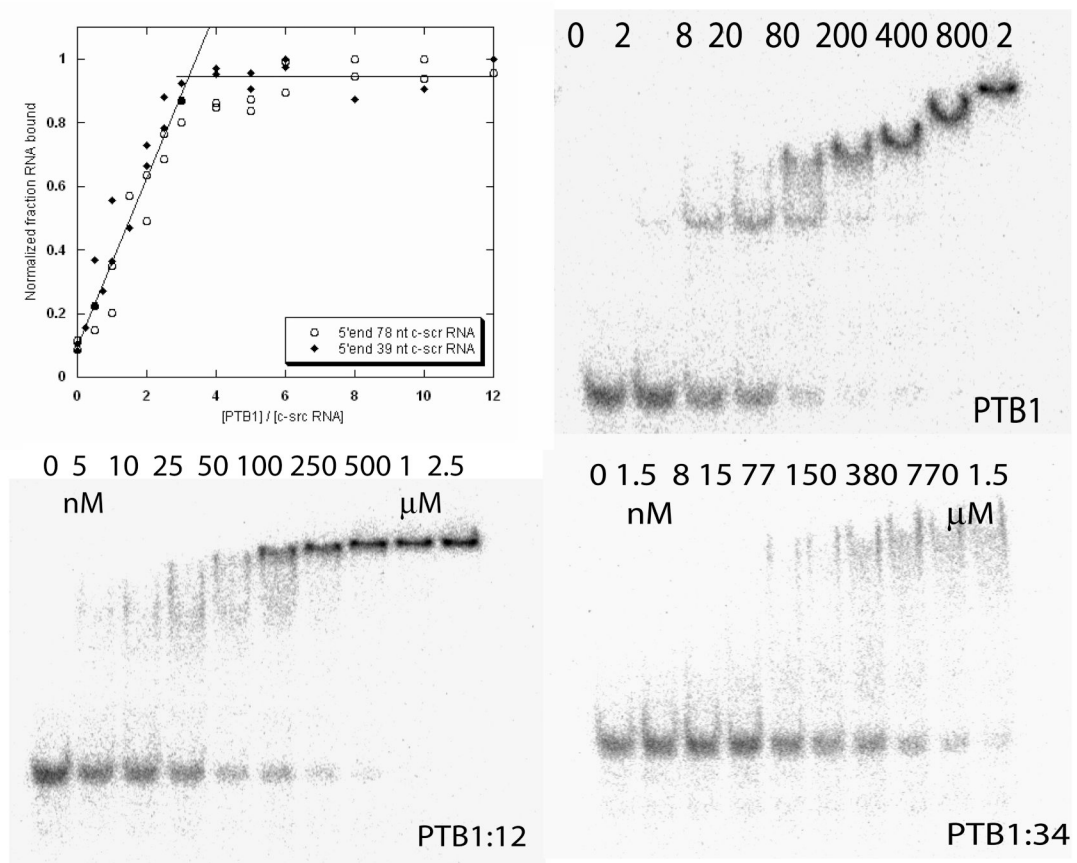 1
0.8
0.6
0.4
0.2
0
Normalized fraction RNA bound
5'end 78 nt c-scr RNA
5'end 39 nt c-scr RNA
0 2 4 6 8 10 12
[PTB1] / [c-src RNA]
0 2 8 20 80 200 400 800 2
PTB1
0 5 10 25 50 100 250 500 1 2.5
nM μM
PTB1:12
0 1.5 8 15 77 150 380 770 1.5
nM μM
PTB1:34